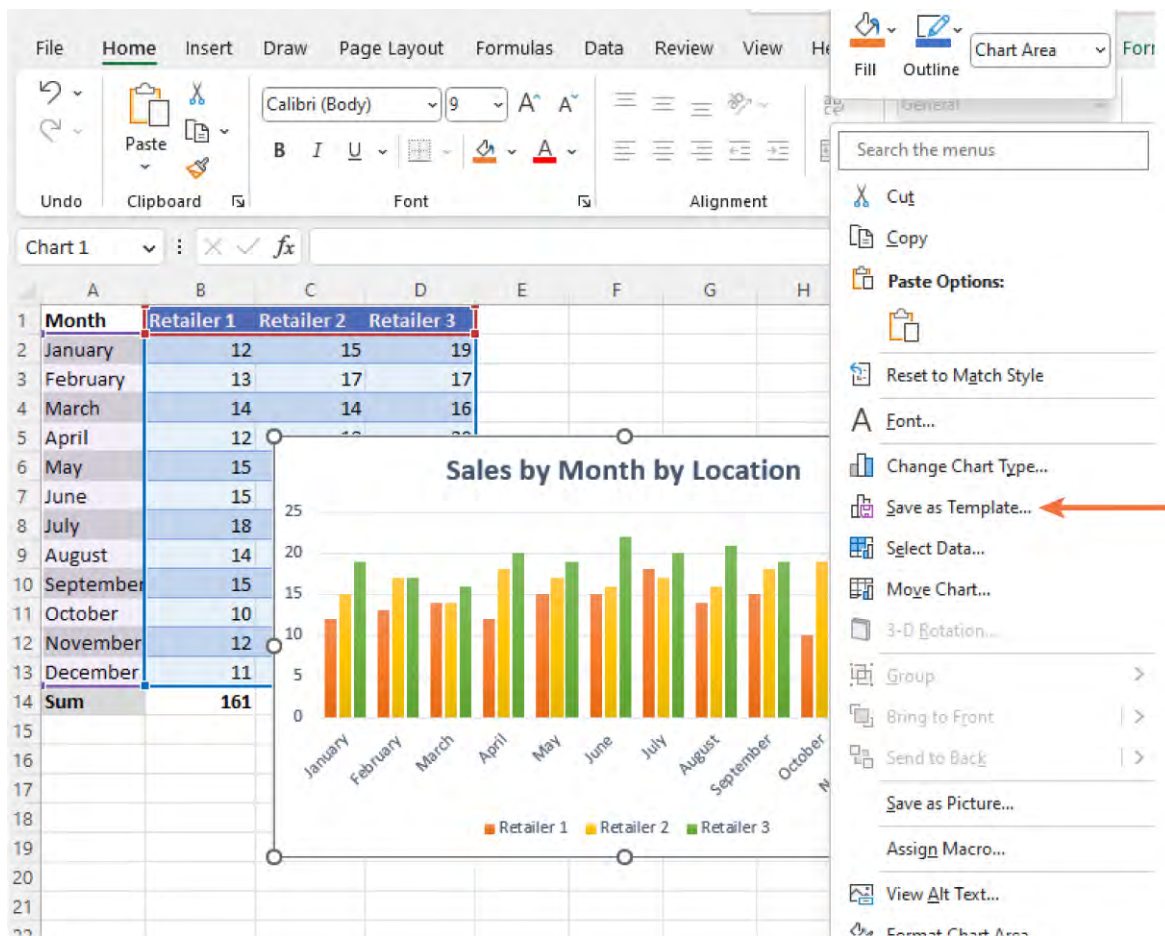 File Home Insert Draw Page Layout Formulas Data Review View
Fill Outline Chart Area
Paste
Calibri (Body) 9 A A
B I U A
General
Undo Clipboard Font Alignment
Chart 1 fx
A B C D E F G H
1 Month Retailer 1 Retailer 2 Retailer 3
2 January 12 15 19
3 February 13 17 17
4 March 14 14 16
5 April 12
6 May 15
7 June 15
8 July 18
9 August 14
10 September 15
11 October 10
12 November 12
13 December 11
14 Sum 161
15
16
17
18
19
20
21
Sales by Month by Location
25
20
15
10
5
0
January February March April May June July August September October
Retailer 1 Retailer 2 Retailer 3
Search the menus
Cut
Copy
Paste Options:
Reset to Match Style
A Font...
Change Chart Type...
Save as Template...
Select Data...
Move Chart...
3-D Rotation...
Group
Bring to Front
Send to Back
Save as Picture...
Assign Macro...
View Alt Text...
Format Chart Area